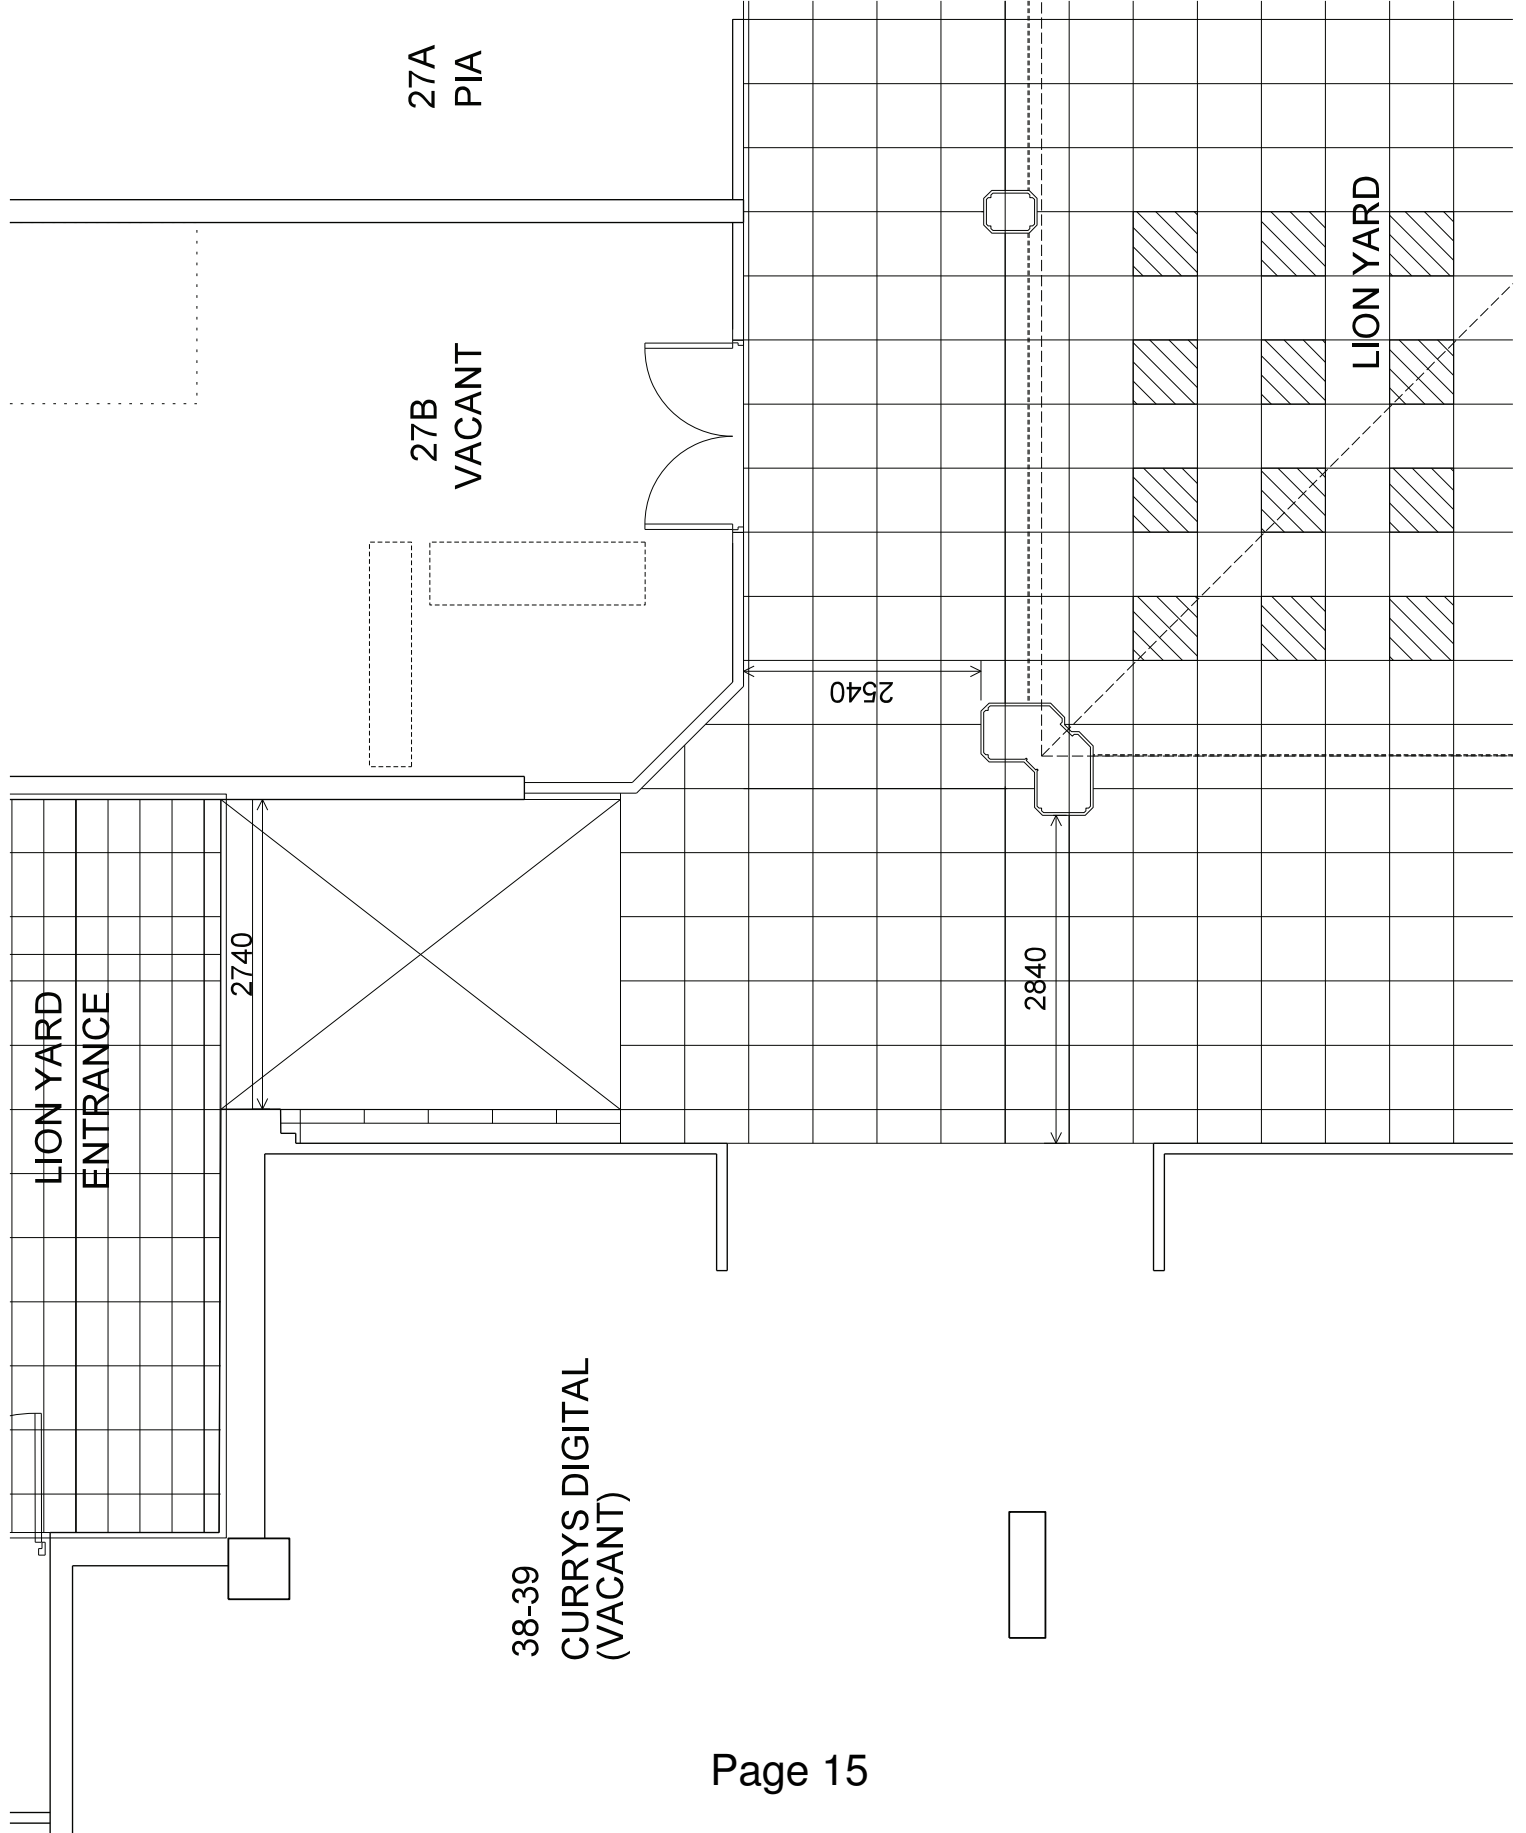 27A
PIA
LION YARD
27B
VACANT
2540
2740
2840
LION YARD
ENTRANCE
38-39
CURRYS DIGITAL
(VACANT)
Page 15